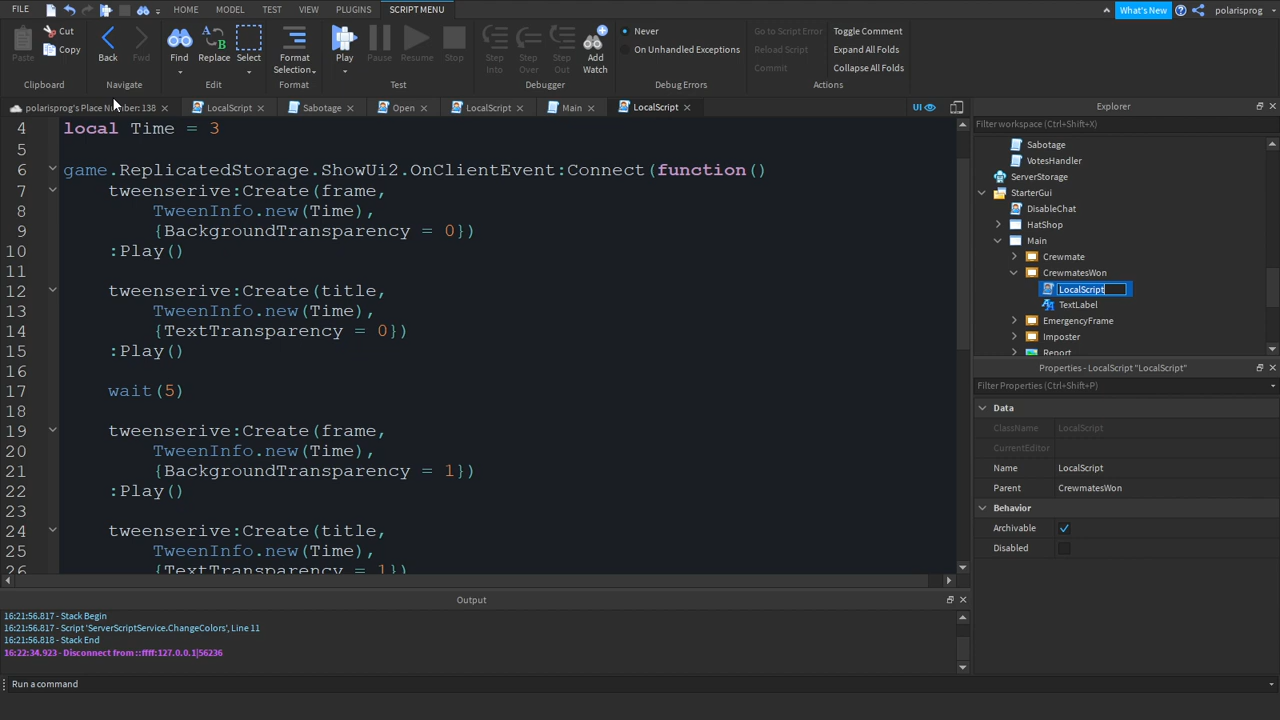 FILE HOME MODEL TEST VIEW PLUGINS SCRIPT MENU What's New polarisprog
Paste Cut Copy Back Fwd Find Replace Select Format Selection Play Pause Resume Stop Step Into Step Over Step Out Add Watch Never On Unhandled Exceptions Go to Script Error Reload Script Commit Toggle Comment Expand All Folds Collapse All Folds
Clipboard Navigate Edit Format Test Debugger Debug Errors Actions
polarisprog's Place Number: 138 LocalScript Sabotage Open LocalScript Main LocalScript UI
4 local Time = 3
5
6 game.ReplicatedStorage.ShowUi2.OnClientEvent:Connect(function()
7 tweenserive:Create(frame,
8 TweenInfo.new(Time),
9 {BackgroundTransparency = 0})
10 :Play()
11
12 tweenserive:Create(title,
13 TweenInfo.new(Time),
14 {TextTransparency = 0})
15 :Play()
16
17 wait(5)
18
19 tweenserive:Create(frame,
20 TweenInfo.new(Time),
21 {BackgroundTransparency = 1})
22 :Play()
23
24 tweenserive:Create(title,
25 TweenInfo.new(Time),
26 {TextTransparency = 1})
Output
16:21:56.817 - Stack Begin
16:21:56.817 - Script 'ServerScriptService.ChangeColors', Line 11
16:21:56.818 - Stack End
16:22:34.923 - Disconnect from ::ffff:127.0.0.1|56236
Run a command
Explorer
Filter workspace (Ctrl+Shift+X)
Sabotage
VotesHandler
ServerStorage
StarterGui
DisableChat
HatShop
Main
Crewmate
CrewmatesWon
LocalScript
TextLabel
EmergencyFrame
Imposter
Report
Properties - LocalScript "LocalScript"
Filter Properties (Ctrl+Shift+P)
Data
ClassName LocalScript
CurrentEditor
Name LocalScript
Parent CrewmatesWon
Behavior
Archivable
Disabled